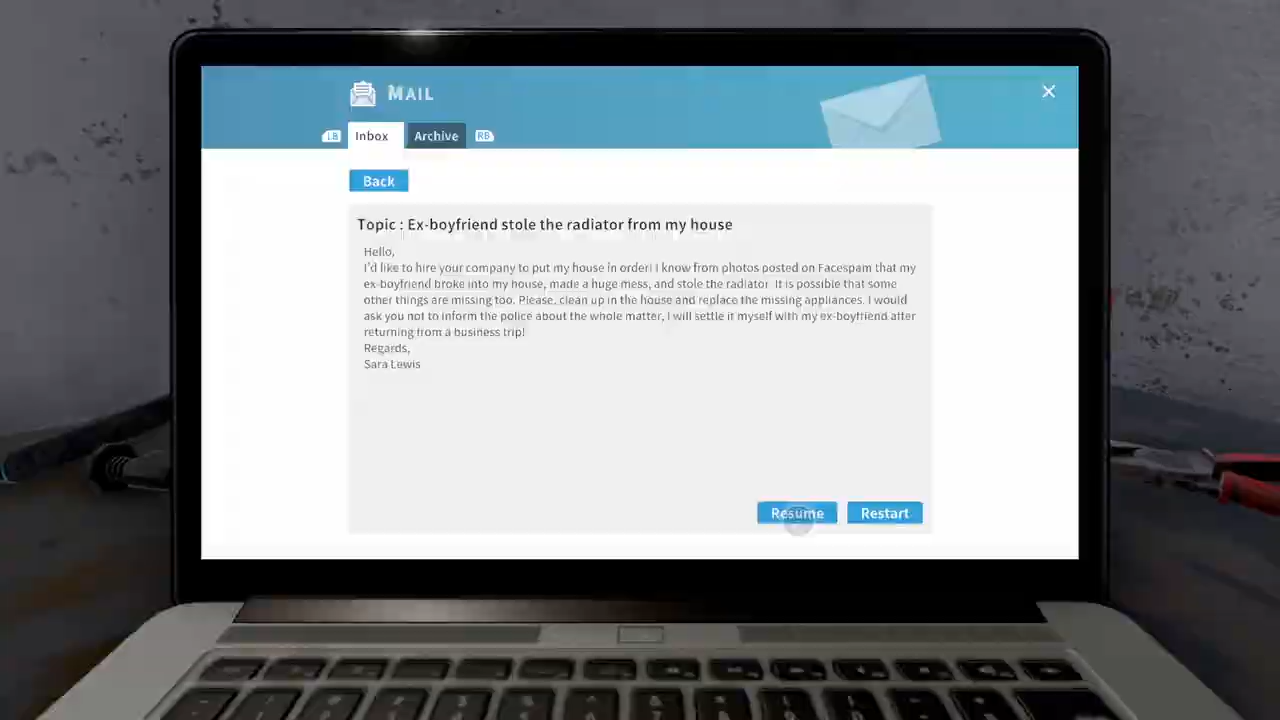 MAIL
LB Inbox Archive RB
Back
Topic : Ex-boyfriend stole the radiator from my house
Hello,
I'd like to hire your company to put my house in order! I know from photos posted on Facespam that my
ex-boyfriend broke into my house, made a huge mess, and stole the radiator. It is possible that some
other things are missing too. Please, clean up in the house and replace the missing appliances. I would
ask you not to inform the police about the whole matter, I will settle it myself with my ex-boyfriend after
returning from a business trip!
Regards,
Sara Lewis
Resume Restart